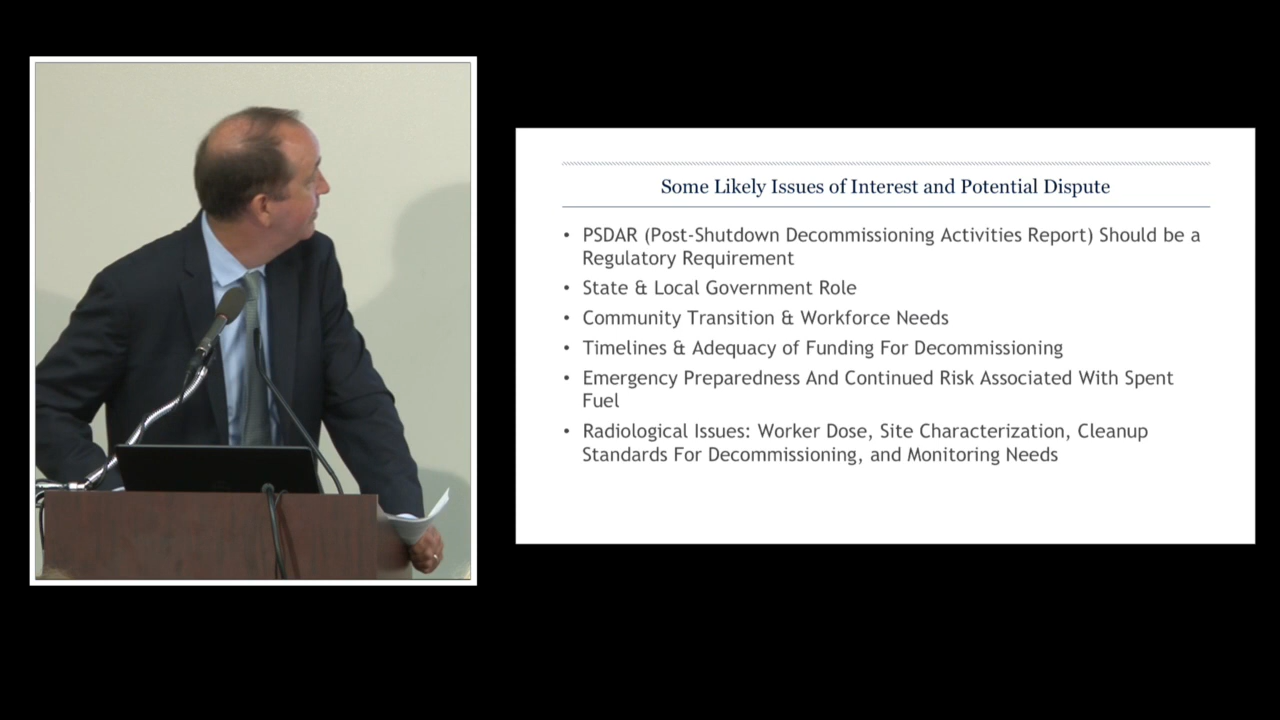 Some Likely Issues of Interest and Potential Dispute
• PSDAR (Post-Shutdown Decommissioning Activities Report) Should be a
Regulatory Requirement
• State & Local Government Role
• Community Transition & Workforce Needs
• Timelines & Adequacy of Funding For Decommissioning
• Emergency Preparedness And Continued Risk Associated With Spent
Fuel
• Radiological Issues: Worker Dose, Site Characterization, Cleanup
Standards For Decommissioning, and Monitoring Needs